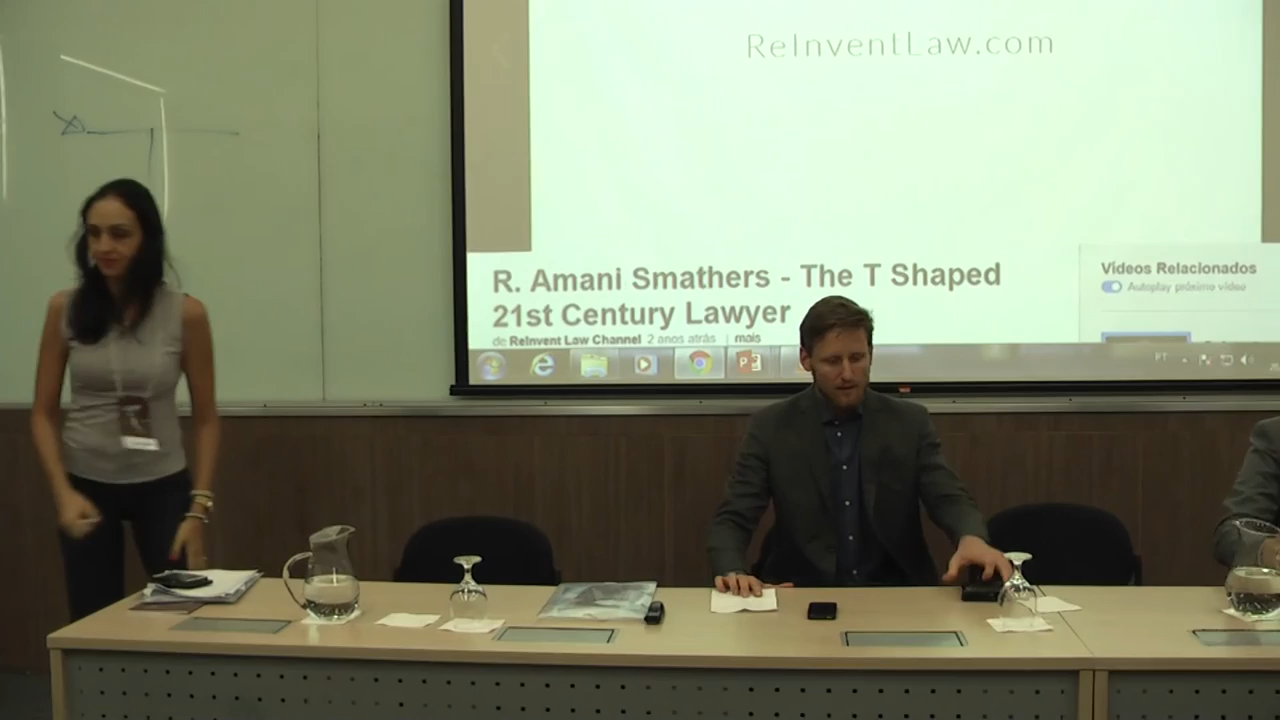 ReInventLaw.com
R. Amani Smathers - The T Shaped
21st Century Lawyer
de ReInvent Law Channel 2 anos atrás | mais
Vídeos Relacionados
Autoplay próximo vídeo
PT